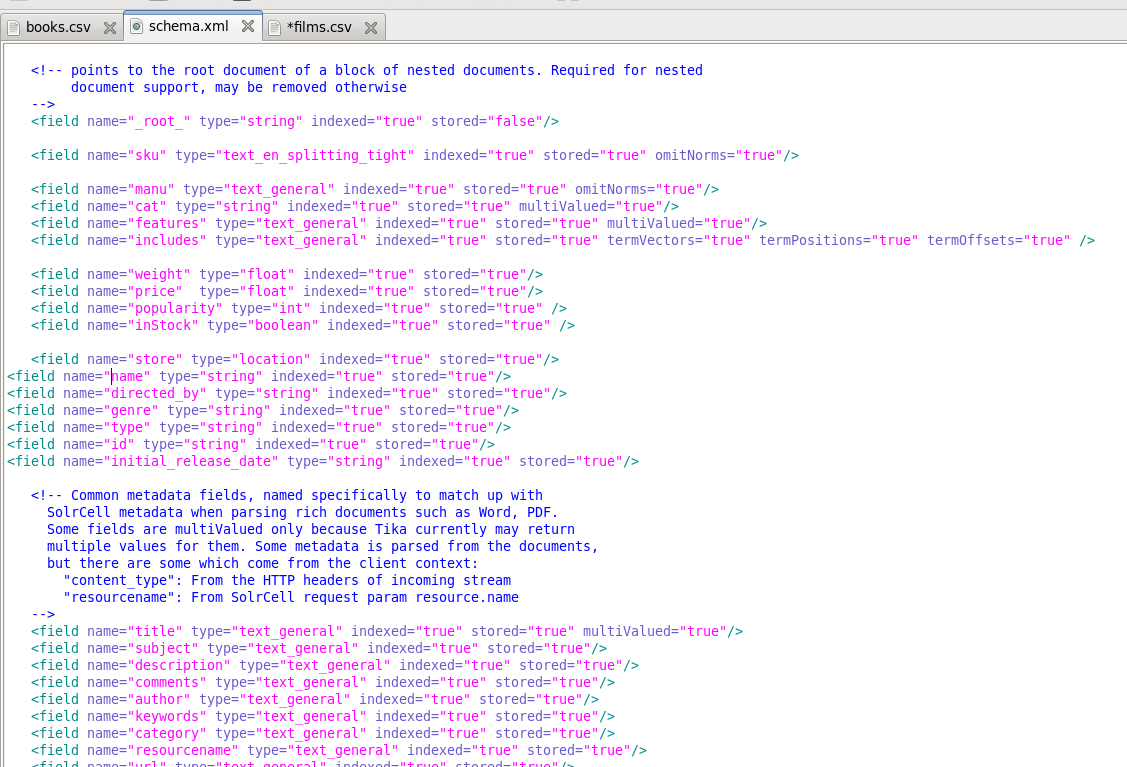 books.csv schema.xml *films.csv
<!-- points to the root document of a block of nested documents. Required for nested
document support, may be removed otherwise
-->
<field name="_root_" type="string" indexed="true" stored="false"/>
<field name="sku" type="text_en_splitting_tight" indexed="true" stored="true" omitNorms="true"/>
<field name="manu" type="text_general" indexed="true" stored="true" omitNorms="true"/>
<field name="cat" type="string" indexed="true" stored="true" multiValued="true"/>
<field name="features" type="text_general" indexed="true" stored="true" multiValued="true"/>
<field name="includes" type="text_general" indexed="true" stored="true" termVectors="true" termPositions="true" termOffsets="true" />
<field name="weight" type="float" indexed="true" stored="true"/>
<field name="price"  type="float" indexed="true" stored="true"/>
<field name="popularity" type="int" indexed="true" stored="true" />
<field name="inStock" type="boolean" indexed="true" stored="true" />
<field name="store" type="location" indexed="true" stored="true"/>
<field name="name" type="string" indexed="true" stored="true"/>
<field name="directed_by" type="string" indexed="true" stored="true"/>
<field name="genre" type="string" indexed="true" stored="true"/>
<field name="type" type="string" indexed="true" stored="true"/>
<field name="id" type="string" indexed="true" stored="true"/>
<field name="initial_release_date" type="string" indexed="true" stored="true"/>
<!-- Common metadata fields, named specifically to match up with
SolrCell metadata when parsing rich documents such as Word, PDF.
Some fields are multiValued only because Tika currently may return
multiple values for them. Some metadata is parsed from the documents,
but there are some which come from the client context:
"content_type": From the HTTP headers of incoming stream
"resourcename": From SolrCell request param resource.name
-->
<field name="title" type="text_general" indexed="true" stored="true" multiValued="true"/>
<field name="subject" type="text_general" indexed="true" stored="true"/>
<field name="description" type="text_general" indexed="true" stored="true"/>
<field name="comments" type="text_general" indexed="true" stored="true"/>
<field name="author" type="text_general" indexed="true" stored="true"/>
<field name="keywords" type="text_general" indexed="true" stored="true"/>
<field name="category" type="text_general" indexed="true" stored="true"/>
<field name="resourcename" type="text_general" indexed="true" stored="true"/>
<field name="url" type="text_general" indexed="true" stored="true"/>